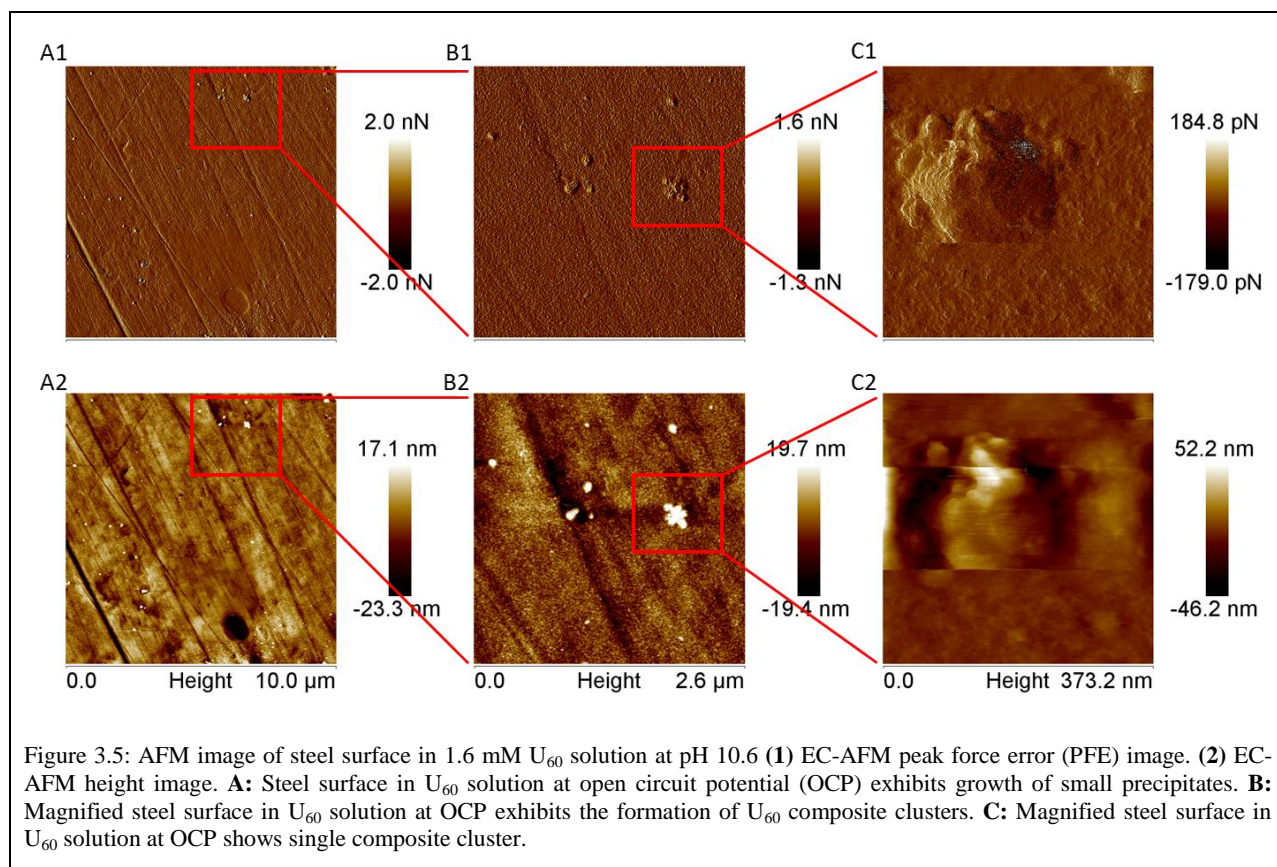 A1
B1
C1
2.0 nN
-2.0 nN
1.6 nN
-1.3 nN
184.8 pN
-179.0 pN
A2
B2
C2
17.1 nm
-23.3 nm
19.7 nm
-19.4 nm
52.2 nm
-46.2 nm
0.0 Height 10.0 µm
0.0 Height 2.6 µm
0.0 Height 373.2 nm
Figure 3.5: AFM image of steel surface in 1.6 mM U60 solution at pH 10.6 (1) EC-AFM peak force error (PFE) image. (2) EC-
AFM height image. A: Steel surface in U60 solution at open circuit potential (OCP) exhibits growth of small precipitates. B:
Magnified steel surface in U60 solution at OCP exhibits the formation of U60 composite clusters. C: Magnified steel surface in
U60 solution at OCP shows single composite cluster.